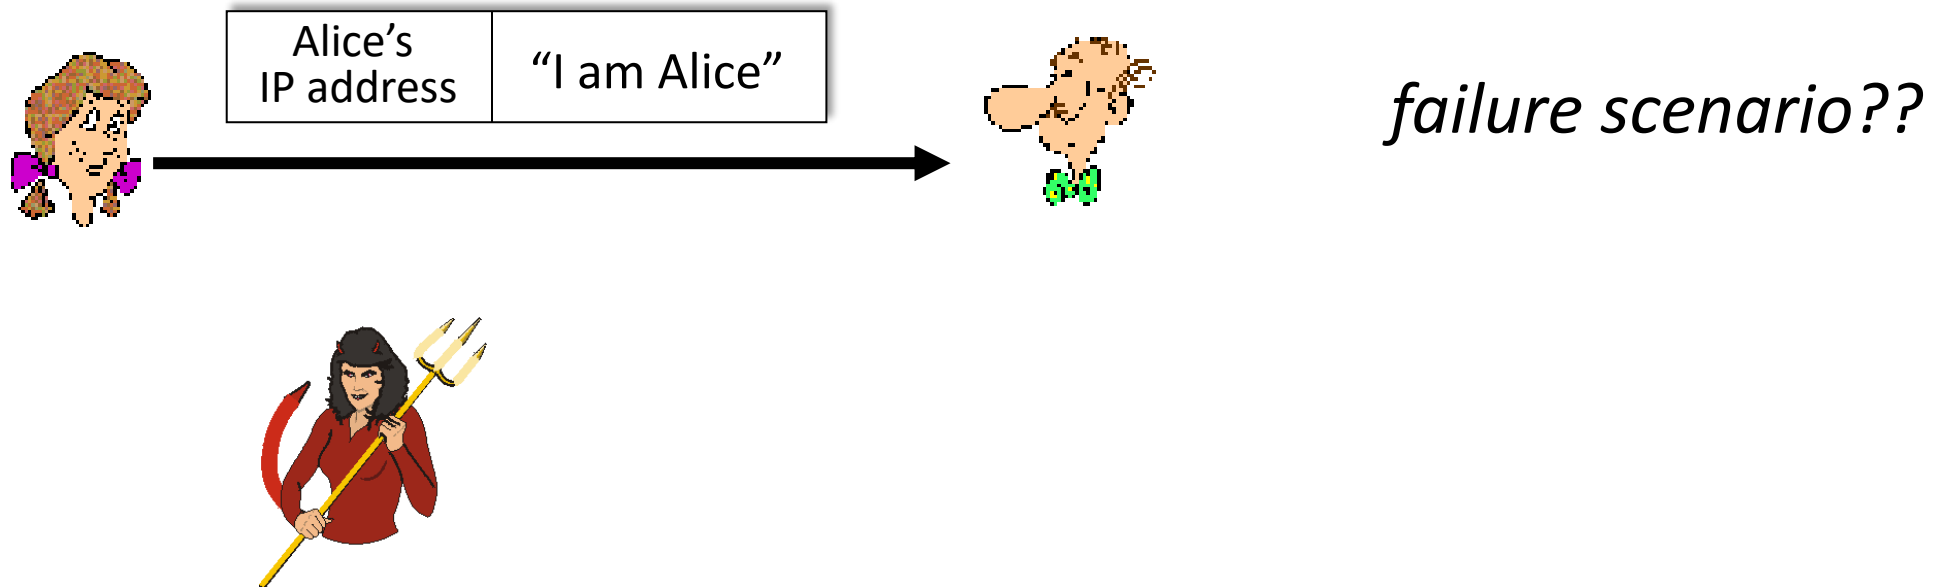 Alice’s
IP address
“I am Alice”
failure scenario??